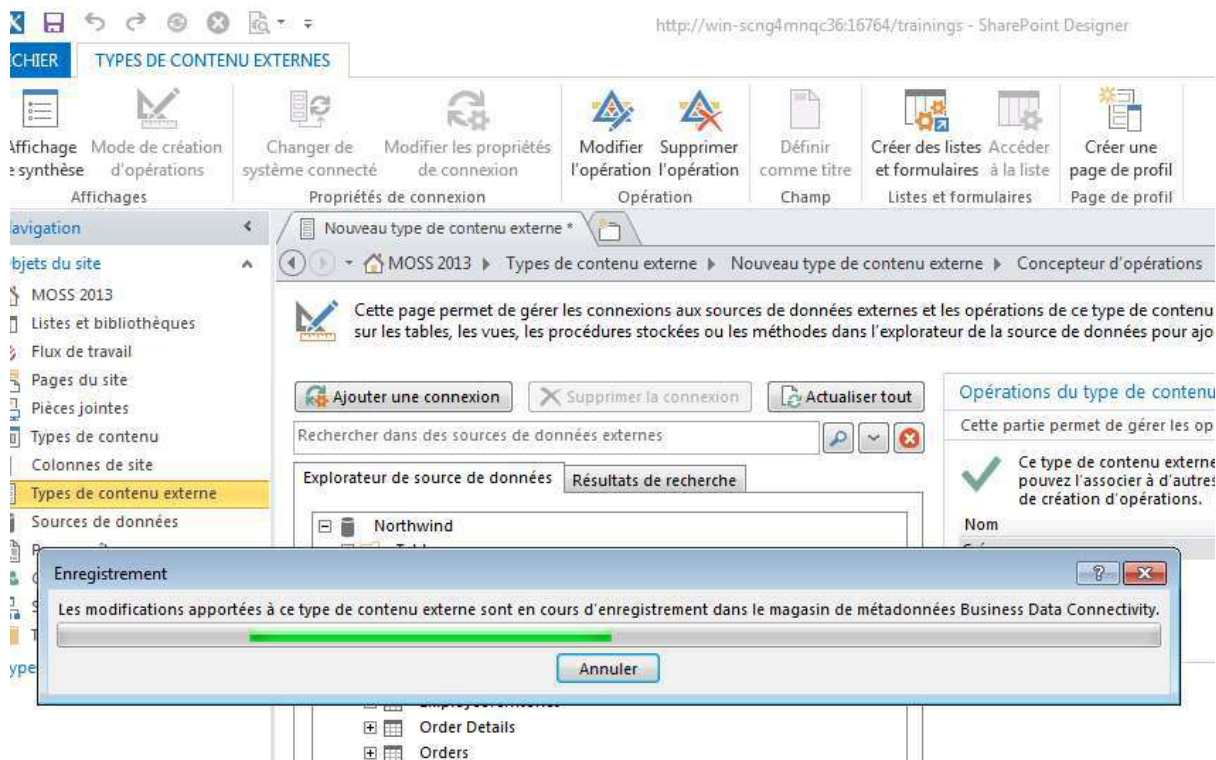 http://win-scng4mnqc36:16764/trainings - SharePoint Designer
CHIER TYPES DE CONTENU EXTERNES
Affichage Mode de création Changer de Modifier les propriétés Modifier Supprimer Définir Créer des listes Accéder Créer une
e synthèse d'opérations système connecté de connexion l'opération l'opération comme titre et formulaires à la liste page de profil
Affichages Propriétés de connexion Opération Champ Listes et formulaires Page de profil
avigation
bjets du site
MOSS 2013
Listes et bibliothèques
Flux de travail
Pages du site
Pièces jointes
Types de contenu
Colonnes de site
Types de contenu externe
Sources de données
Nouveau type de contenu externe *
MOSS 2013 Types de contenu externe Nouveau type de contenu externe Concepteur d'opérations
Cette page permet de gérer les connexions aux sources de données externes et les opérations de ce type de contenu
sur les tables, les vues, les procédures stockées ou les méthodes dans l'explorateur de la source de données pour ajo
Ajouter une connexion Supprimer la connexion Actualiser tout
Rechercher dans des sources de données externes
Explorateur de source de données Résultats de recherche
Northwind
Opérations du type de contenu
Cette partie permet de gérer les op
Ce type de contenu externe
pouvez l'associer à d'autres
de création d'opérations.
Nom
Enregistrement
Les modifications apportées à ce type de contenu externe sont en cours d'enregistrement dans le magasin de métadonnées Business Data Connectivity.
Annuler
Order Details
Orders